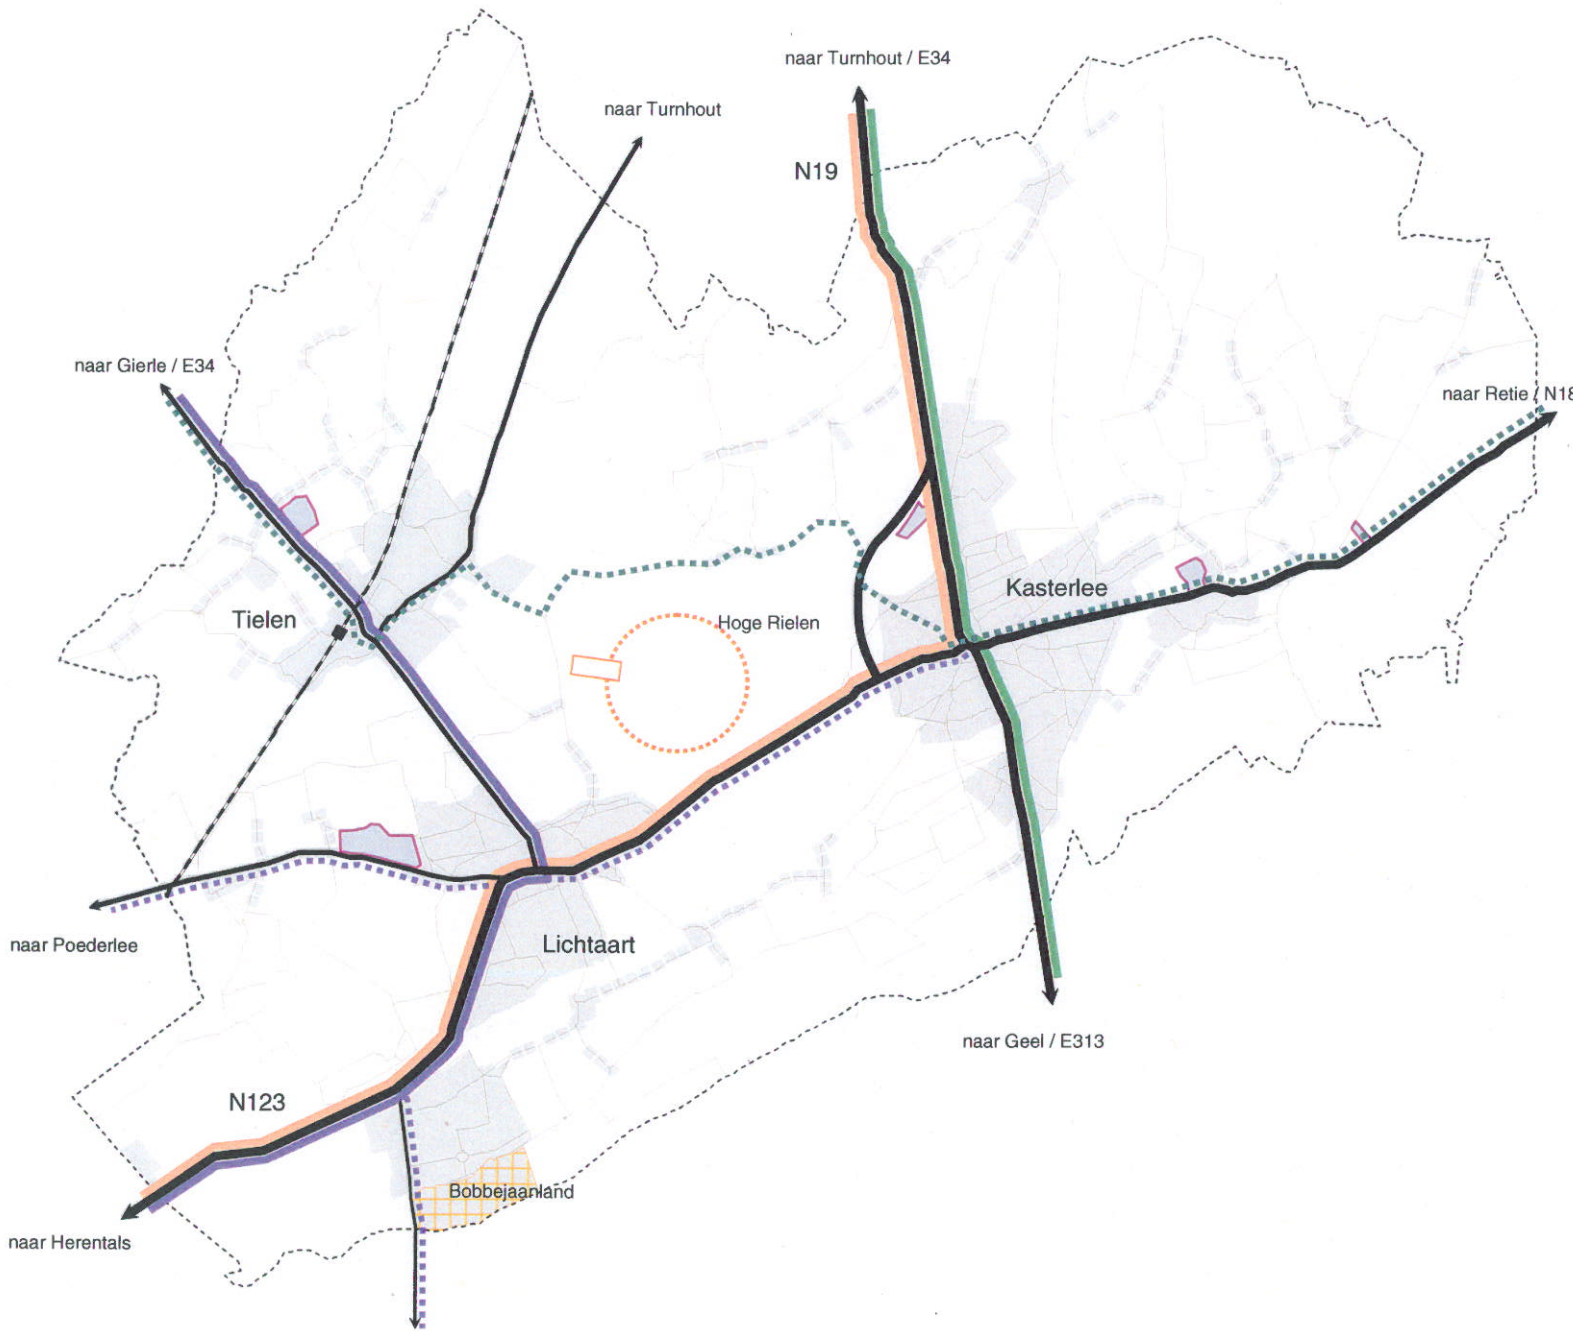 naar Turnhout / E34
naar Turnhout
N19
naar Gierle / E34
naar Retie / N18
Kasterlee
Tielen
Hoge Rielen
naar Poederlee
Lichtaart
naar Geel / E313
N123
Bobbejaanland
naar Herentals